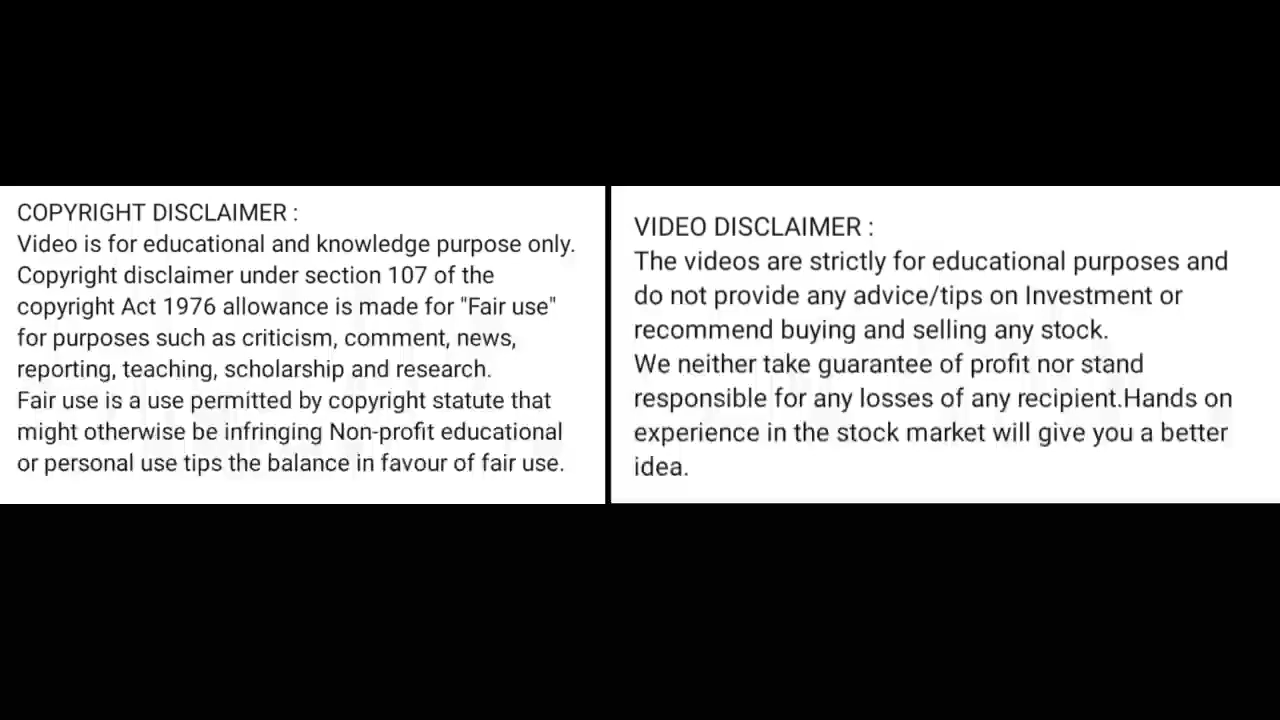 COPYRIGHT DISCLAIMER :
Video is for educational and knowledge purpose only.
Copyright disclaimer under section 107 of the
copyright Act 1976 allowance is made for "Fair use"
for purposes such as criticism, comment, news,
reporting, teaching, scholarship and research.
Fair use is a use permitted by copyright statute that
might otherwise be infringing Non-profit educational
or personal use tips the balance in favour of fair use.
VIDEO DISCLAIMER :
The videos are strictly for educational purposes and
do not provide any advice/tips on Investment or
recommend buying and selling any stock.
We neither take guarantee of profit nor stand
responsible for any losses of any recipient.Hands on
experience in the stock market will give you a better
idea.